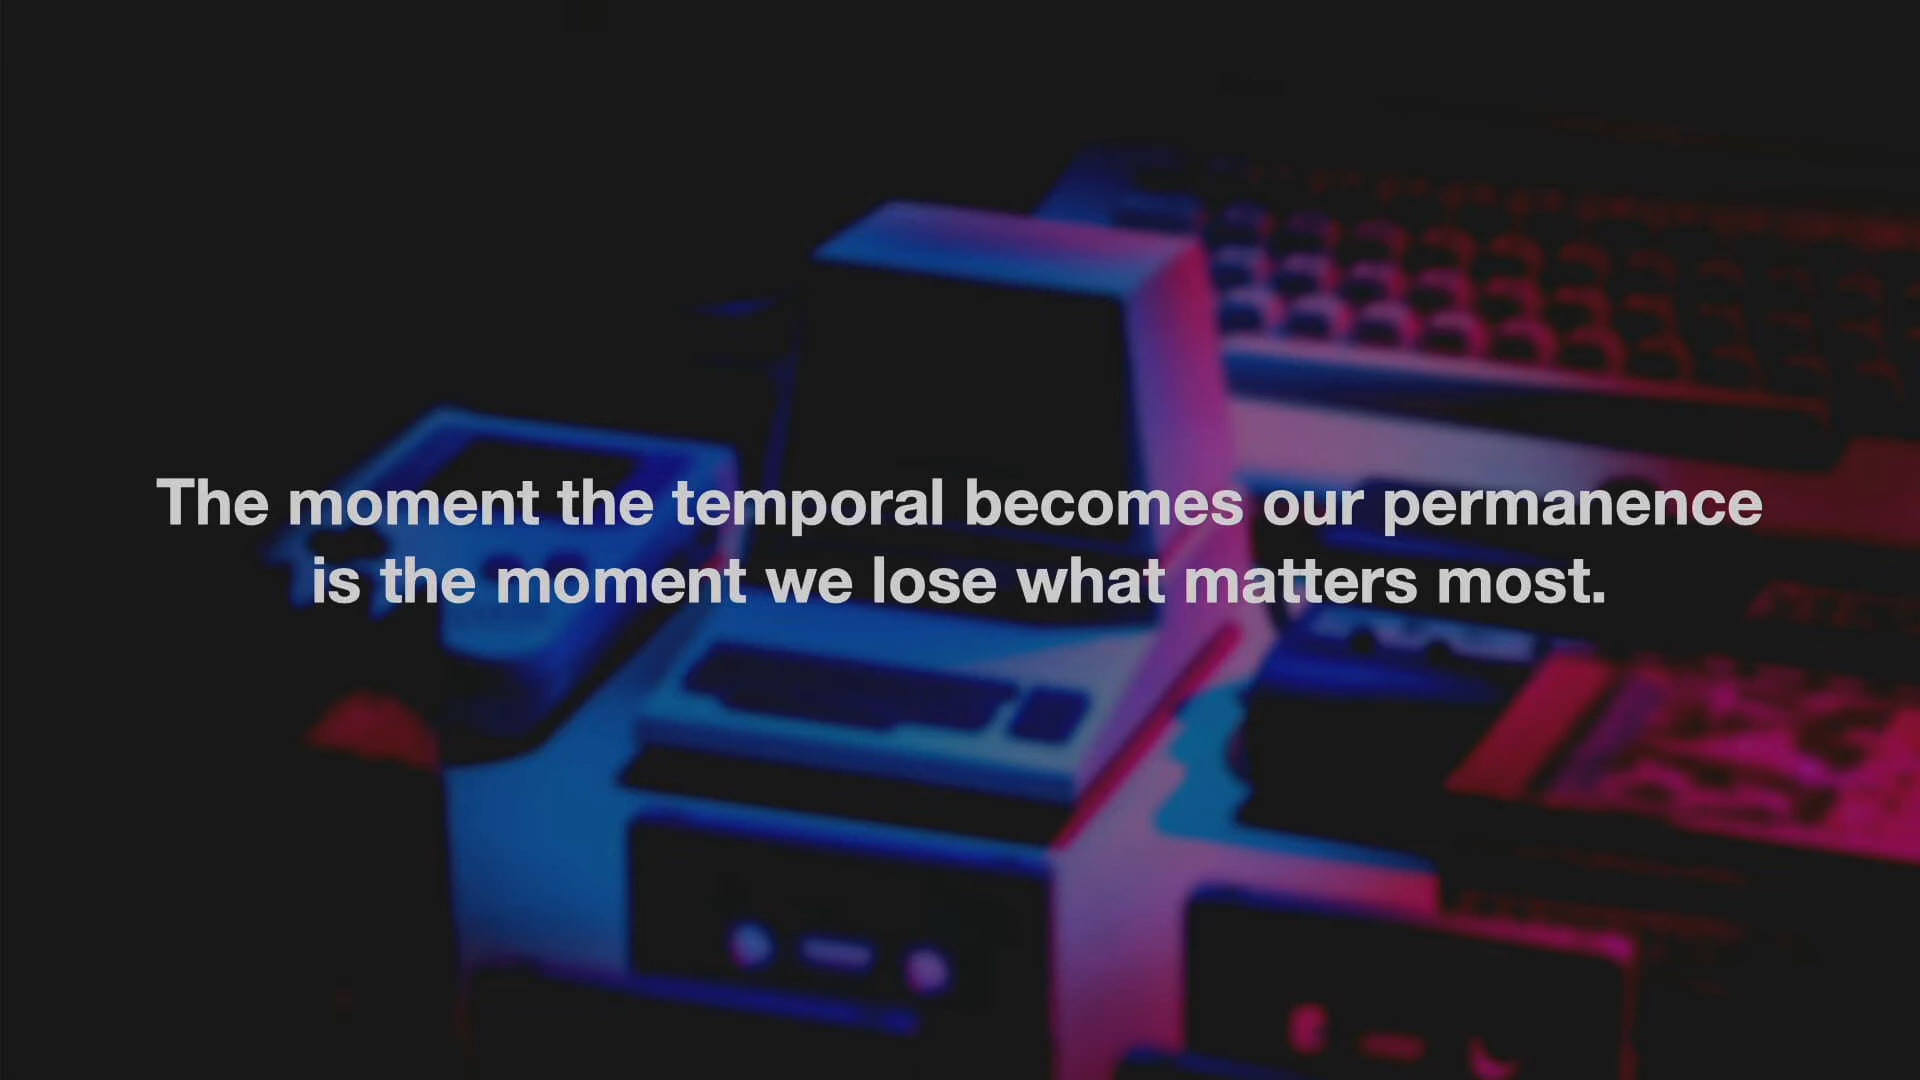 The moment the temporal becomes our permanence
is the moment we lose what matters most.